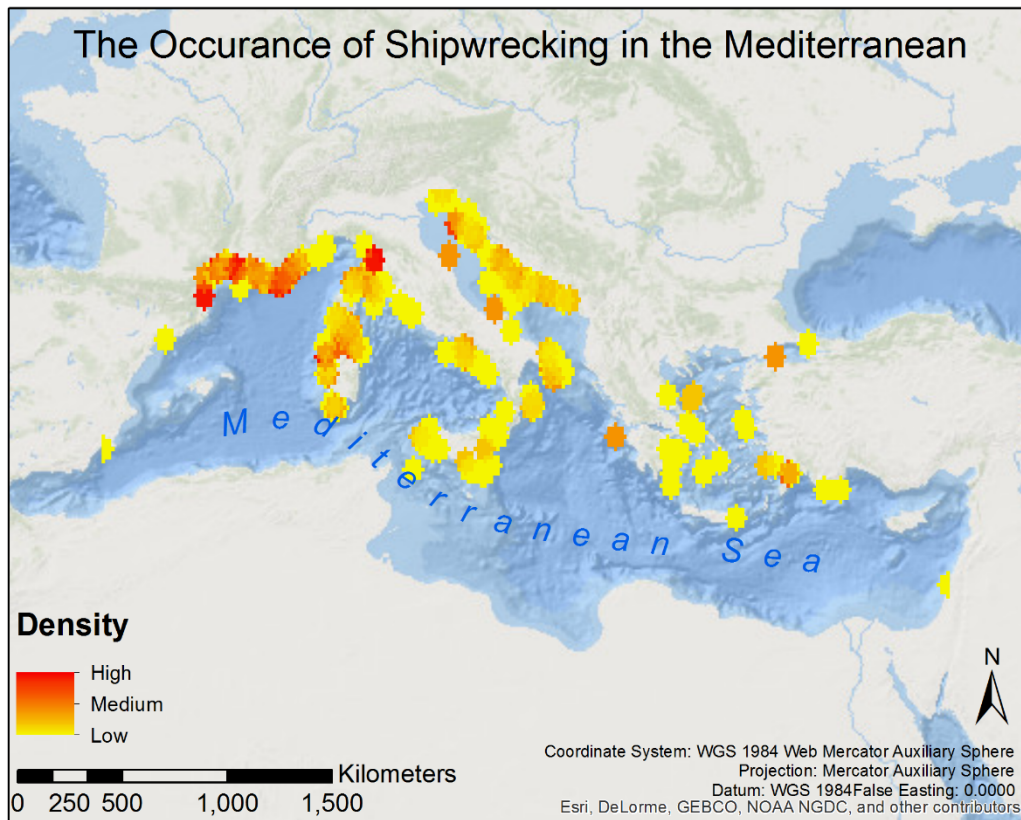 The Occurance of Shipwrecking in the Mediterranean
Mediterranean Sea
Density
High
Medium
Low
Kilometers
0 250 500 1,000 1,500
N
Coordinate System: WGS 1984 Web Mercator Auxiliary Sphere
Projection: Mercator Auxiliary Sphere
Datum: WGS 1984False Easting: 0.0000
Esri, DeLorme, GEBCO, NOAA NGDC, and other contributors